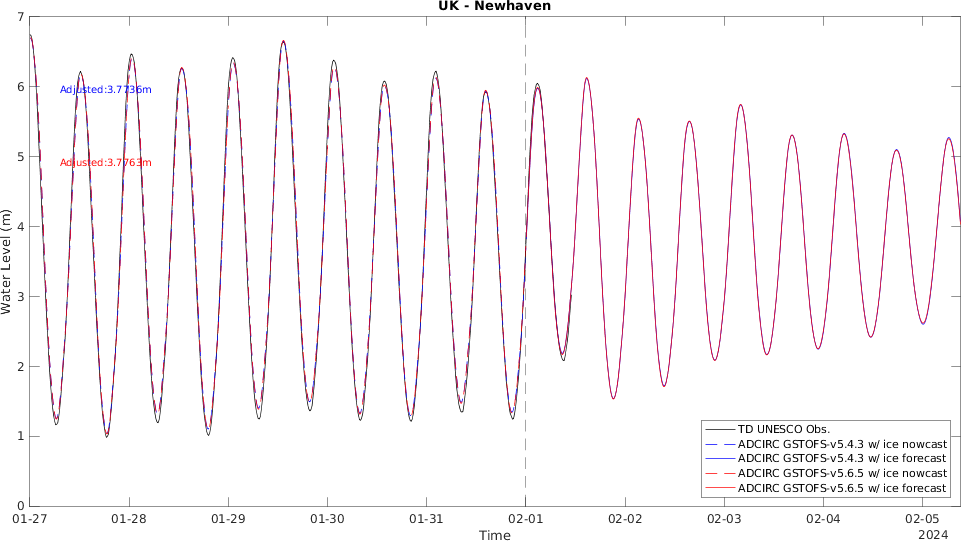 UK - Newhaven
7
6
5
4
3
2
1
0
Water Level (m)
Adjusted:3.7736m
Adjusted:3.7763m
TD UNESCO Obs.
ADCIRC GSTOFS-v5.4.3 w/ ice nowcast
ADCIRC GSTOFS-v5.4.3 w/ ice forecast
ADCIRC GSTOFS-v5.6.5 w/ ice nowcast
ADCIRC GSTOFS-v5.6.5 w/ ice forecast
01-27 01-28 01-29 01-30 01-31 02-01 02-02 02-03 02-04 02-05
Time
2024